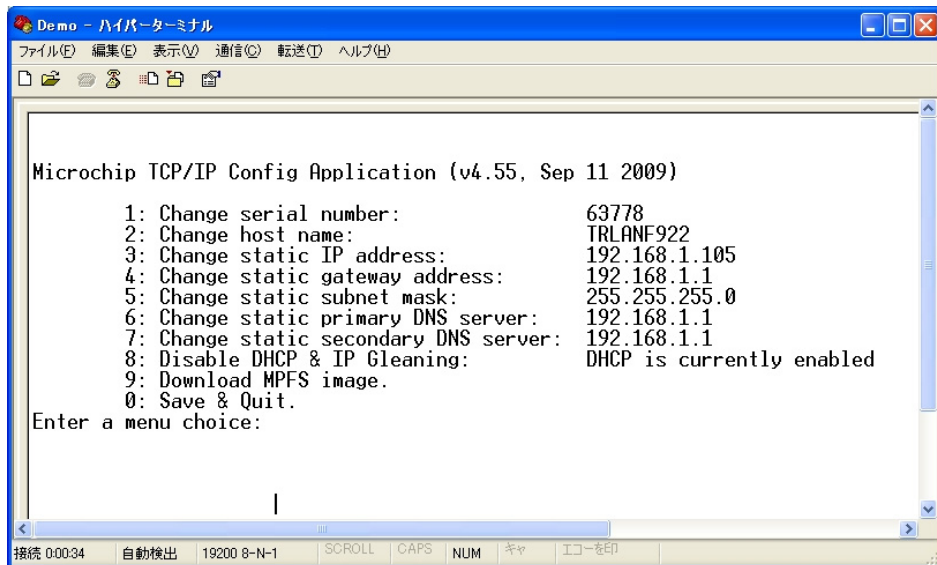 Demo - ハイパーターミナル
ファイル(F) 編集(E) 表示(V) 通信(C) 転送(T) ヘルプ(H)
Microchip TCP/IP Config Application (v4.55, Sep 11 2009)
1: Change serial number: 63778
2: Change host name: TRLANF922
3: Change static IP address: 192.168.1.105
4: Change static gateway address: 192.168.1.1
5: Change static subnet mask: 255.255.255.0
6: Change static primary DNS server: 192.168.1.1
7: Change static secondary DNS server: 192.168.1.1
8: Disable DHCP & IP Gleaning: DHCP is currently enabled
9: Download MPFS image.
0: Save & Quit.
Enter a menu choice:
接続 0:00:34 自動検出 19200 8-N-1 SCROLL CAPS NUM キャ エコーを印